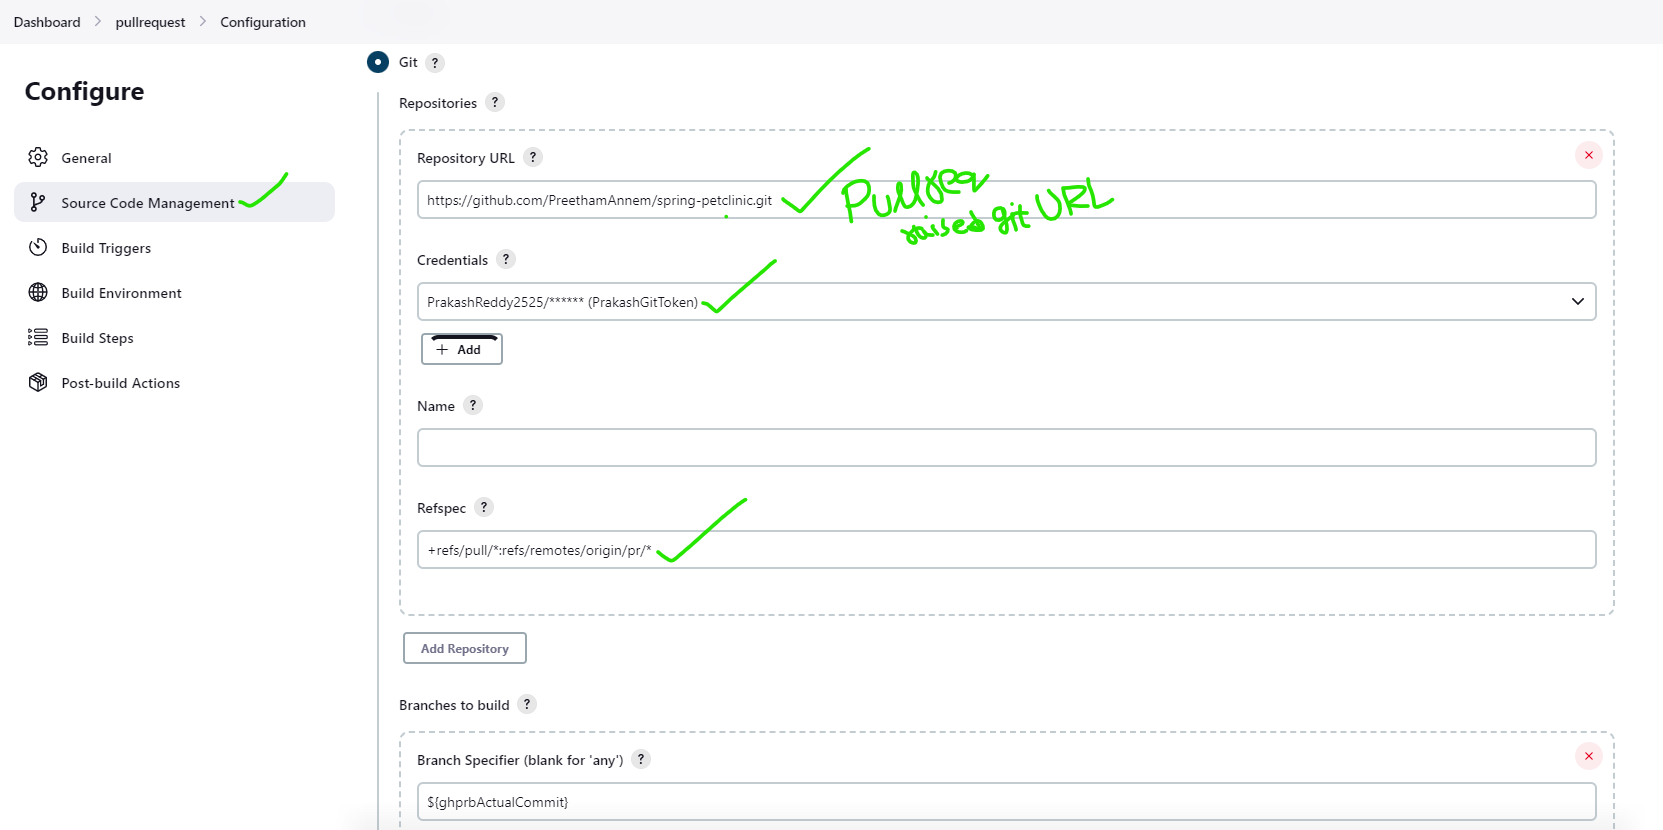 Dashboard > pullrequest > Configuration
Configure
General
Source Code Management
Build Triggers
Build Environment
Build Steps
Post-build Actions
Git ?
Repositories ?
Repository URL ?
https://github.com/PreethamAnnem/spring-petclinic.git
Pullreq
raised git URL
Credentials ?
PrakashReddy2525/****** (PrakashGitToken)
+ Add
Name ?
Refspec ?
+refs/pull/*:refs/remotes/origin/pr/*
Add Repository
Branches to build ?
Branch Specifier (blank for 'any') ?
${ghprbActualCommit}